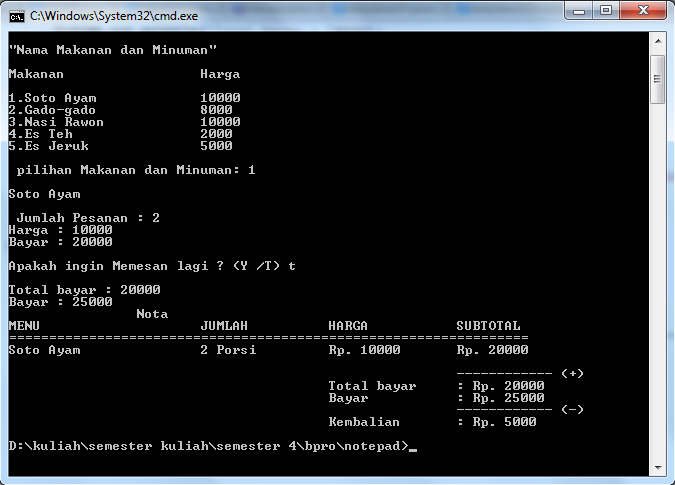 C:\Windows\System32\cmd.exe
"Nama Makanan dan Minuman"
Makanan Harga
1.Soto Ayam 10000
2.Gado-gado 8000
3.Nasi Rawon 10000
4.Es Teh 2000
5.Es Jeruk 5000
pilihan Makanan dan Minuman: 1
Soto Ayam
Jumlah Pesanan : 2
Harga : 10000
Bayar : 20000
Apakah ingin Memesan lagi ? (Y /T) t
Total bayar : 20000
Bayar : 25000
Nota
MENU JUMLAH HARGA SUBTOTAL
=================================================================
Soto Ayam 2 Porsi Rp. 10000 Rp. 20000
------------ (+)
Total bayar : Rp. 20000
Bayar : Rp. 25000
------------ (-)
Kembalian : Rp. 5000
D:\kuliah\semester kuliah\semester 4\bpro\notepad>_